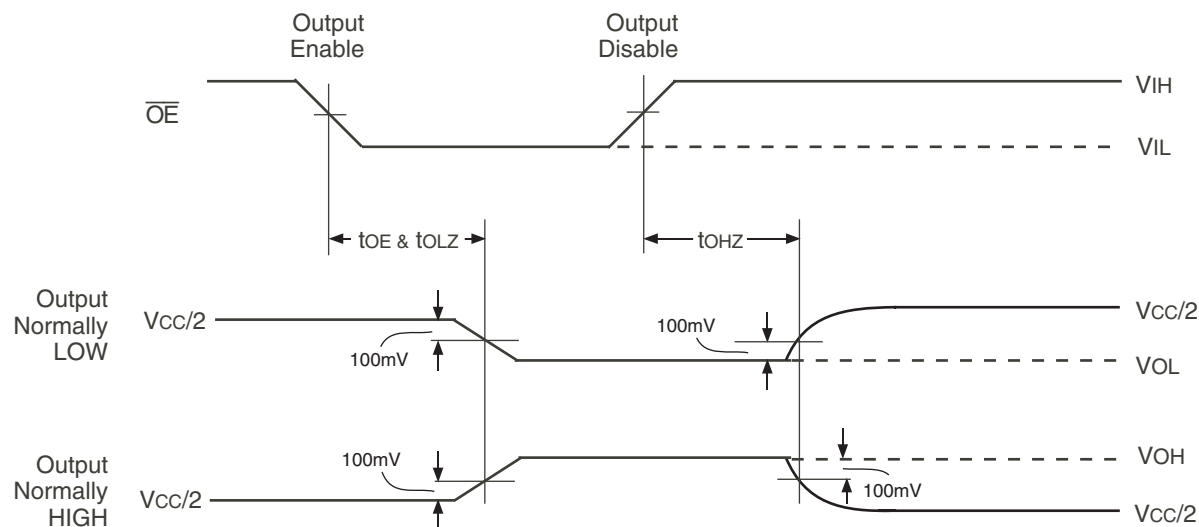 Output
Enable
Output
Disable
OE
VIH
VIL
tOE & tOLZ
tOHZ
Output
Normally
LOW
VCC/2
100mV
100mV
VCC/2
VOL
Output
Normally
HIGH
100mV
VCC/2
VOH
100mV
VCC/2